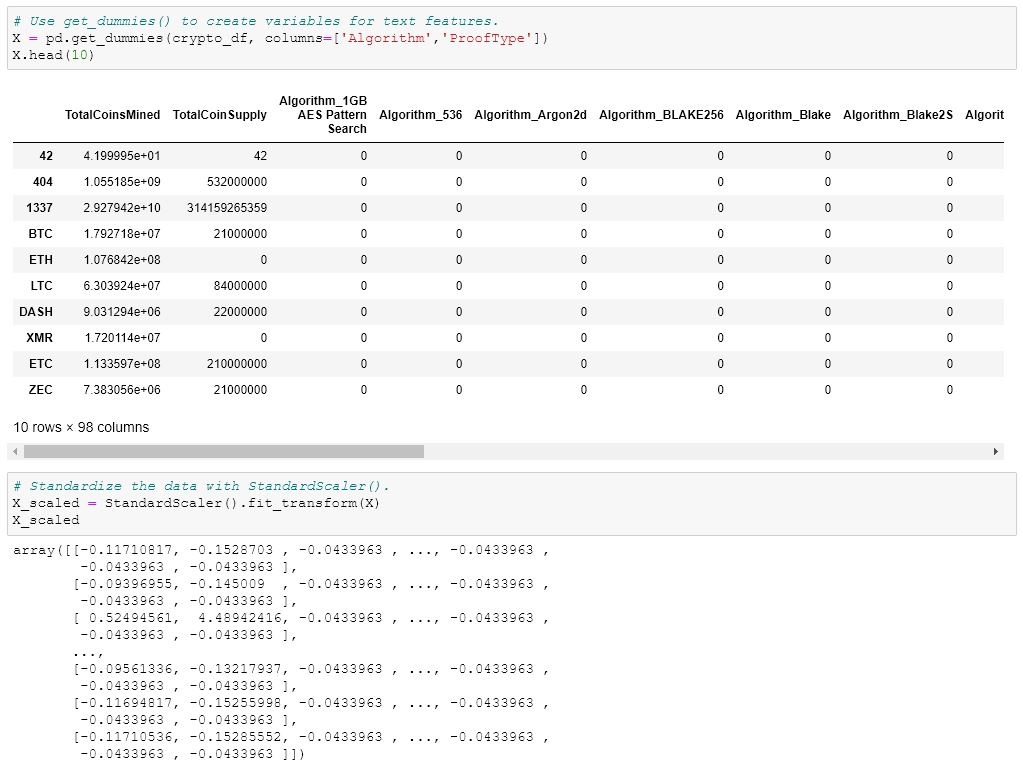 # Use get_dummies() to create variables for text features.
X = pd.get_dummies(crypto_df, columns=['Algorithm','ProofType'])
X.head(10)
Algorithm_1GB
TotalCoinsMined TotalCoinSupply AES Pattern Algorithm_536 Algorithm_Argon2d Algorithm_BLAKE256 Algorithm_Blake Algorithm_Blake2S Algorit
Search
42 4.199995e+01 42 0 0 0 0 0 0
404 1.055185e+09 532000000 0 0 0 0 0 0
1337 2.927942e+10 314159265359 0 0 0 0 0 0
BTC 1.792718e+07 21000000 0 0 0 0 0 0
ETH 1.076842e+08 0 0 0 0 0 0 0
LTC 6.303924e+07 84000000 0 0 0 0 0 0
DASH 9.031294e+06 22000000 0 0 0 0 0 0
XMR 1.720114e+07 0 0 0 0 0 0 0
ETC 1.133597e+08 210000000 0 0 0 0 0 0
ZEC 7.383056e+06 21000000 0 0 0 0 0 0
10 rows × 98 columns
# Standardize the data with StandardScaler().
X_scaled = StandardScaler().fit_transform(X)
X_scaled
array([[-0.11710817, -0.1528703 , -0.0433963 , ..., -0.0433963 ,
-0.0433963 , -0.0433963 ],
[-0.09396955, -0.145009  , -0.0433963 , ..., -0.0433963 ,
-0.0433963 , -0.0433963 ],
[ 0.52494561,  4.48942416, -0.0433963 , ..., -0.0433963 ,
-0.0433963 , -0.0433963 ],
...,
[-0.09561336, -0.13217937, -0.0433963 , ..., -0.0433963 ,
-0.0433963 , -0.0433963 ],
[-0.11694817, -0.15255998, -0.0433963 , ..., -0.0433963 ,
-0.0433963 , -0.0433963 ],
[-0.11710536, -0.15285552, -0.0433963 , ..., -0.0433963 ,
-0.0433963 , -0.0433963 ]])